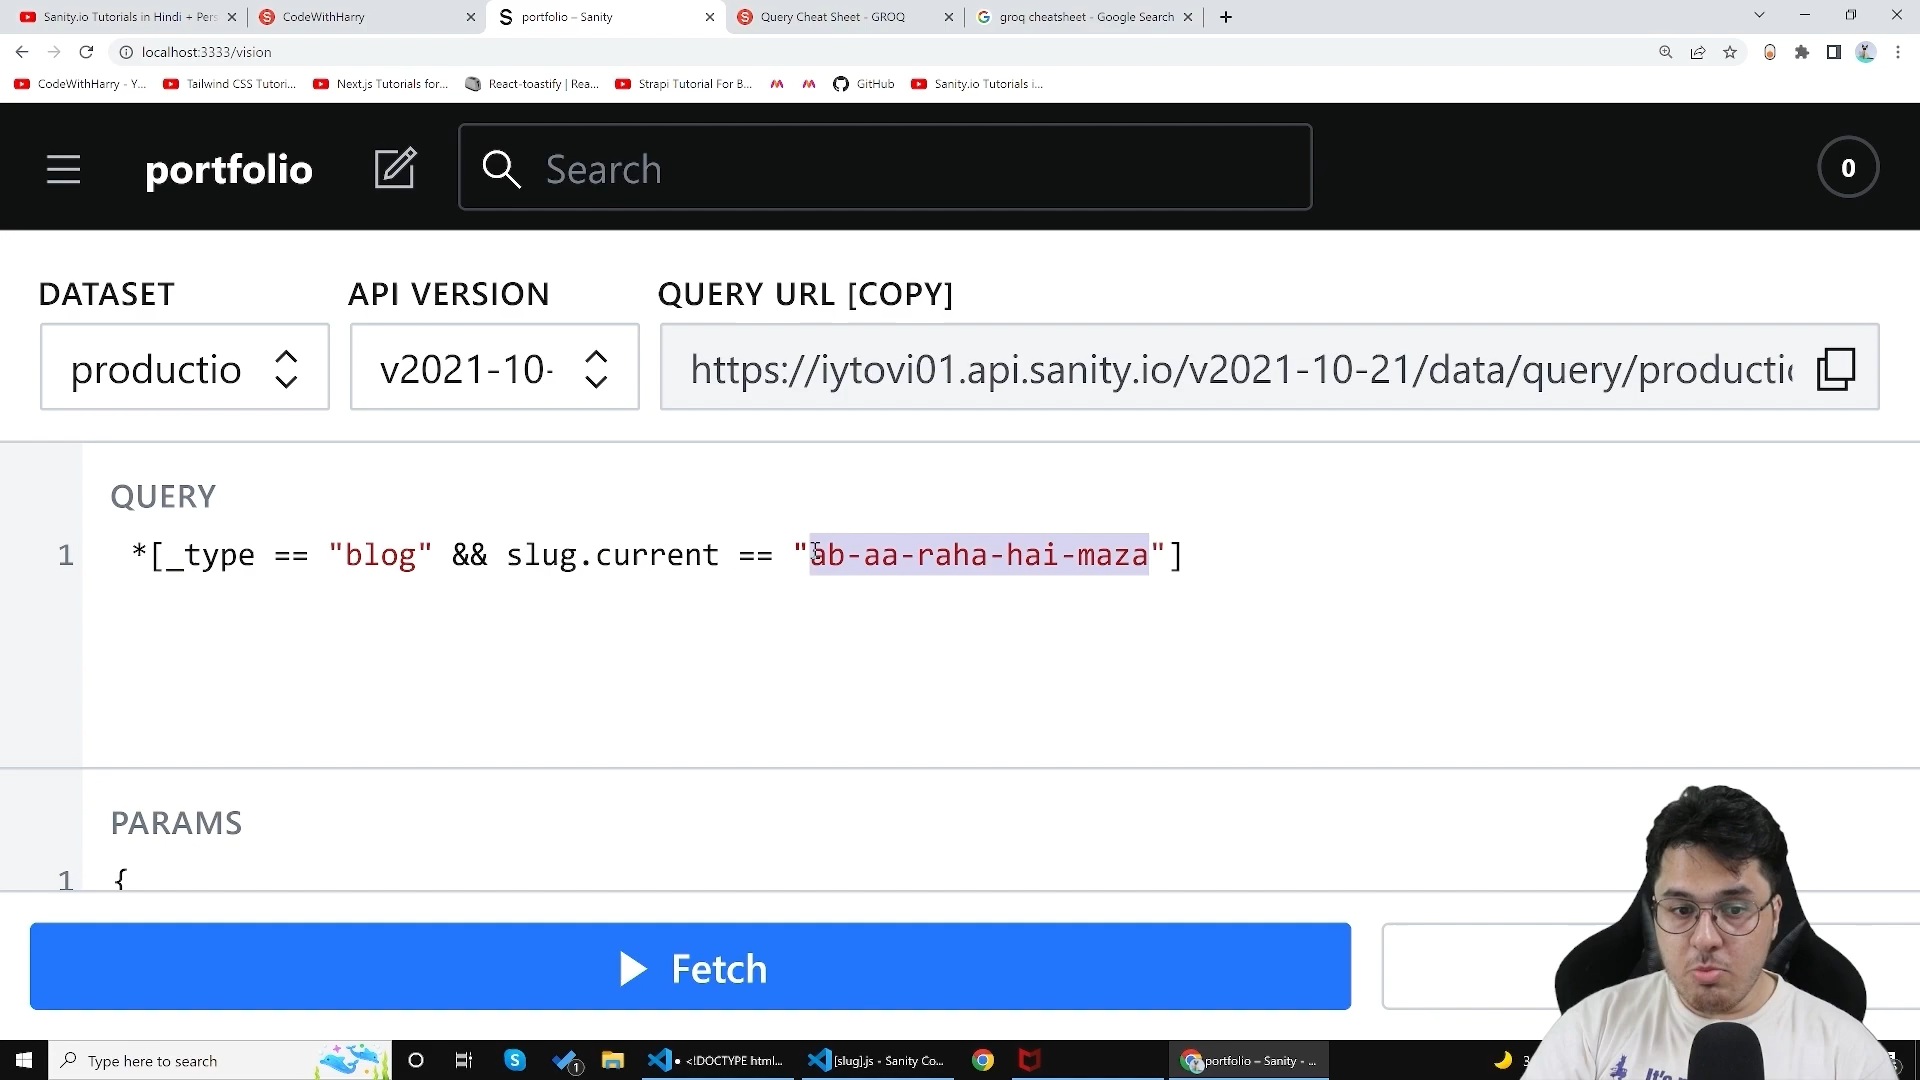 Sanity.io Tutorials in Hindi + Pers
CodeWithHarry
portfolio – Sanity
Query Cheat Sheet - GROQ
groq cheatsheet - Google Search
localhost:3333/vision
CodeWithHarry - Y...
Tailwind CSS Tutori...
Next.js Tutorials for...
React-toastify | Rea...
Strapi Tutorial For B...
GitHub
Sanity.io Tutorials i...
portfolio
Search
0
DATASET
API VERSION
QUERY URL [COPY]
productio
v2021-10-
https://iytovi01.api.sanity.io/v2021-10-21/data/query/producti
QUERY
1
*[_type == "blog" && slug.current == "ab-aa-raha-hai-maza"]
PARAMS
1
{
Fetch
Type here to search
1
• <!DOCTYPE html...
[slug].js - Sanity Co...
portfolio – Sanity - ...
It's